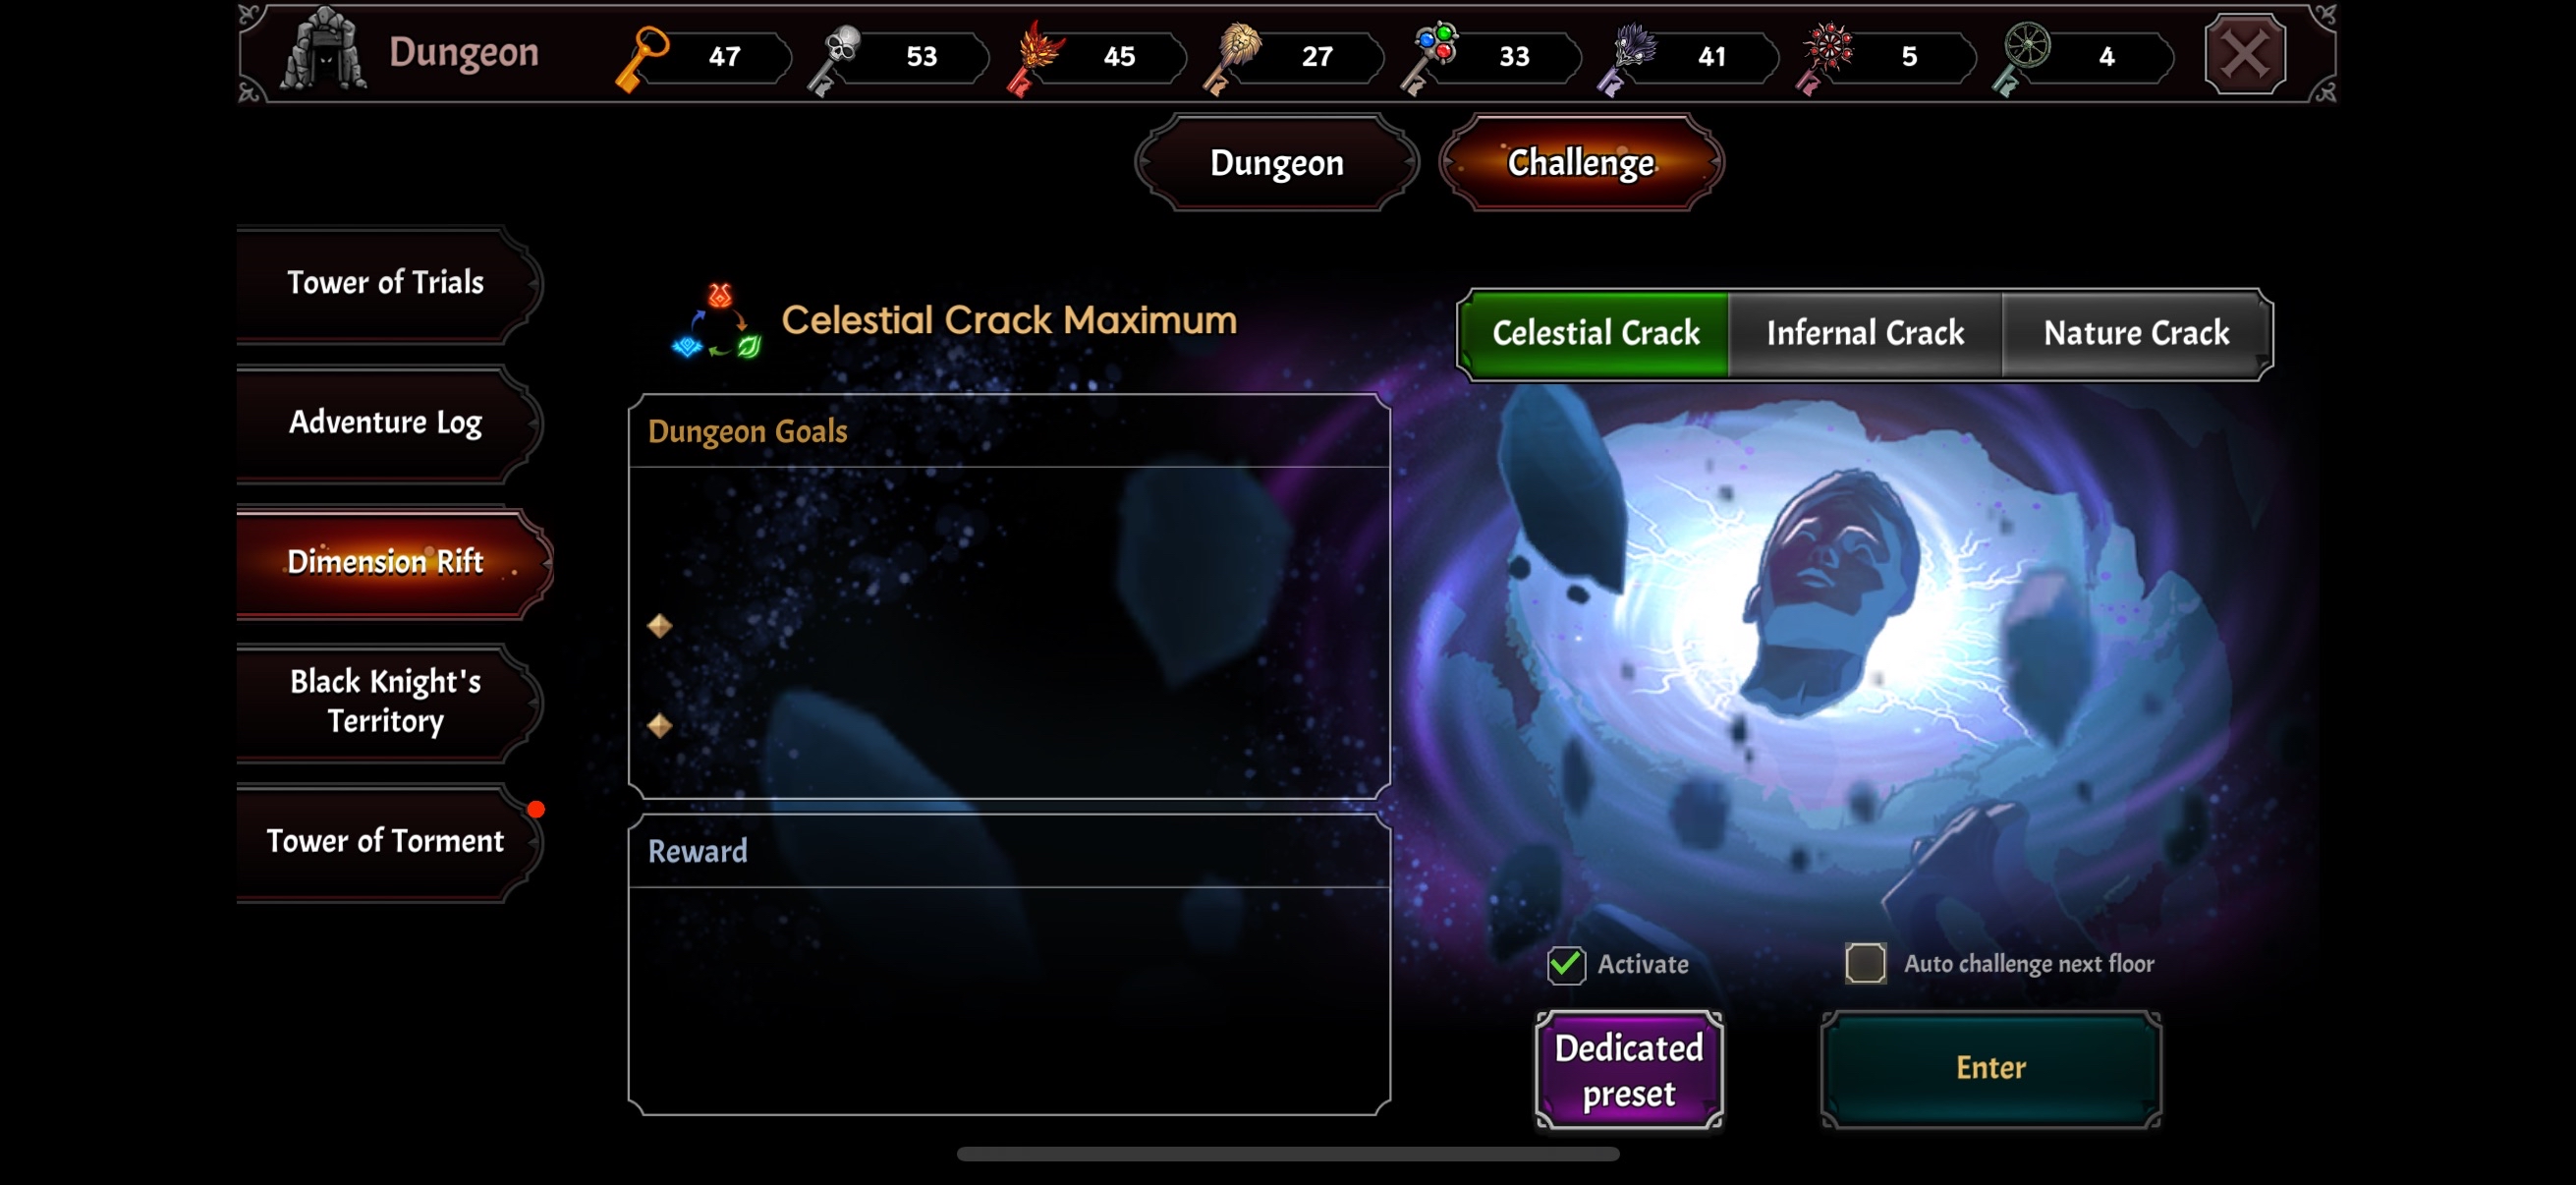 Dungeon
47
53
45
27
33
41
5
4
Dungeon
Challenge
Tower of Trials
Adventure Log
Dimension Rift
Black Knight's
Territory
Tower of Torment
Celestial Crack Maximum
Celestial Crack
Infernal Crack
Nature Crack
Dungeon Goals
Reward
Activate
Auto challenge next floor
Dedicated
preset
Enter